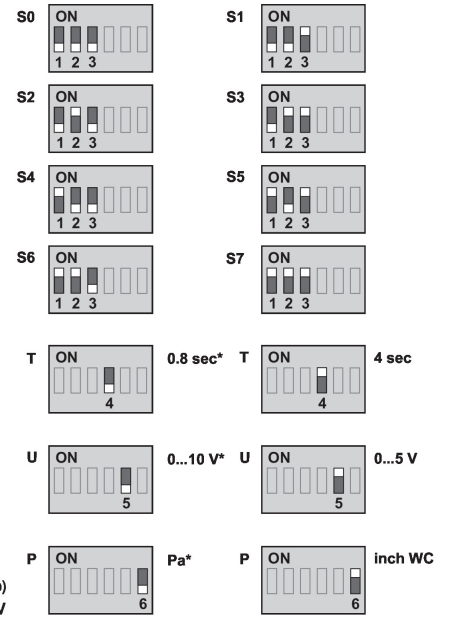 S0 ON 1 2 3
S1 ON 1 2 3
S2 ON 1 2 3
S3 ON 1 2 3
S4 ON 1 2 3
S5 ON 1 2 3
S6 ON 1 2 3
S7 ON 1 2 3
T ON 4 0.8 sec*
T ON 4 4 sec
U ON 5 0...10 V*
U ON 5 0...5 V
P ON 6 Pa*
P ON 6 inch WC